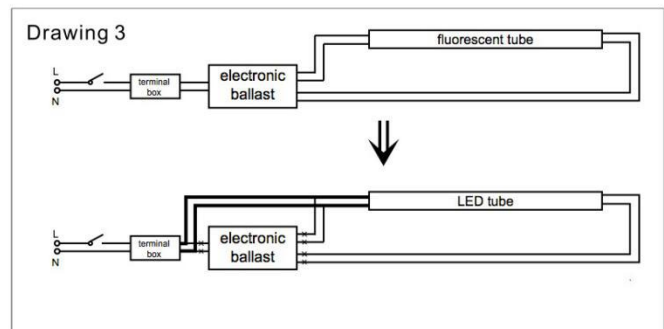 Drawing 3
fluorescent tube
L
N
terminal
box
electronic
ballast
LED tube
L
N
terminal
box
electronic
ballast